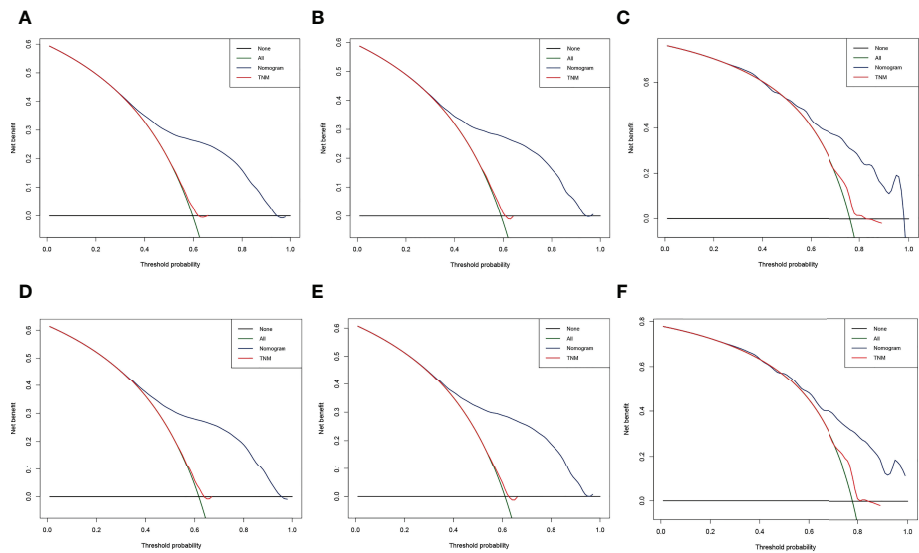 A
0.0 0.1 0.2 0.3 0.4 0.5 0.6
Net benefit
0.0 0.2 0.4 0.6 0.8 1.0
Threshold probability
None
All
Nomogram
TNM
B
0.0 0.1 0.2 0.3 0.4 0.5 0.6
Net benefit
0.0 0.2 0.4 0.6 0.8 1.0
Threshold probability
None
All
Nomogram
TNM
C
0.0 0.2 0.4 0.6
Net benefit
0.0 0.2 0.4 0.6 0.8 1.0
Threshold probability
None
All
Nomogram
TNM
D
0.0 0.1 0.2 0.3 0.4 0.5 0.6
Net benefit
0.0 0.2 0.4 0.6 0.8 1.0
Threshold probability
None
All
Nomogram
TNM
E
0.0 0.1 0.2 0.3 0.4 0.5 0.6
Net benefit
0.0 0.2 0.4 0.6 0.8 1.0
Threshold probability
None
All
Nomogram
TNM
F
0.0 0.2 0.4 0.6 0.8
Net benefit
0.0 0.2 0.4 0.6 0.8 1.0
Threshold probability
None
All
Nomogram
TNM